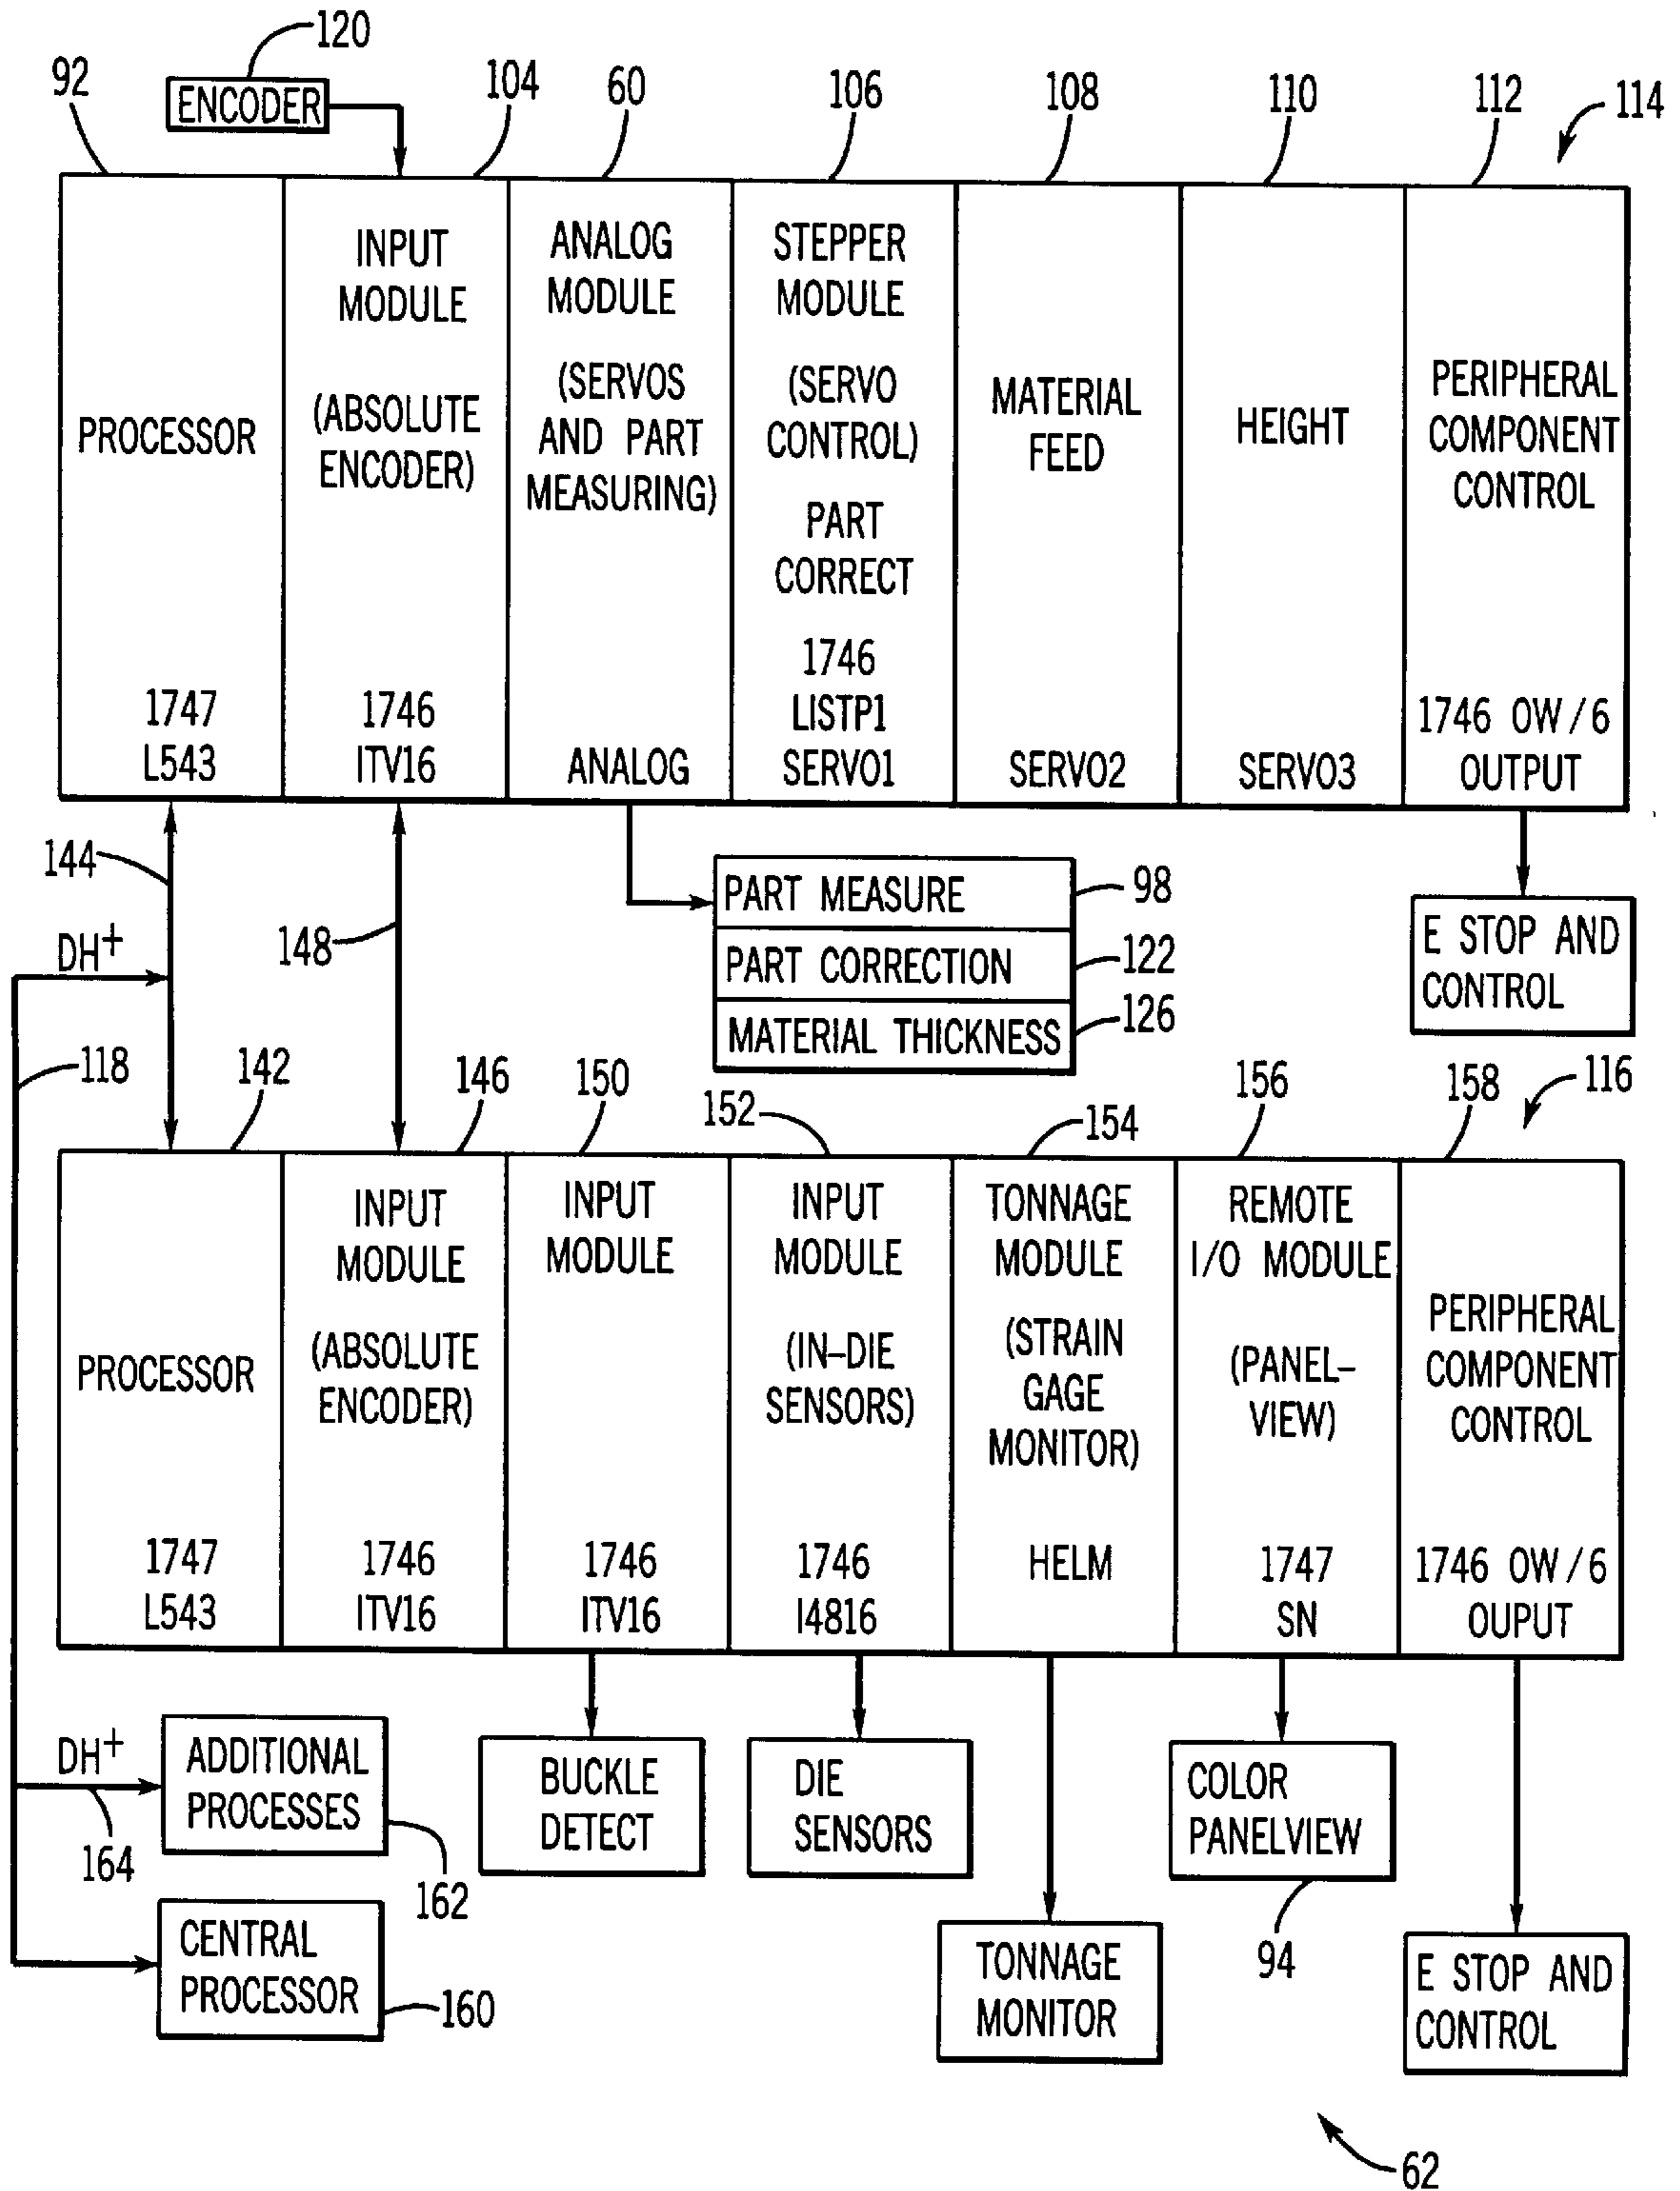 120
92
ENCODER
104
60
106
108
110
112
114
PROCESSOR
1747
L543
INPUT
MODULE
(ABSOLUTE
ENCODER)
1746
ITV16
ANALOG
MODULE
(SERVOS
AND PART
MEASURING)
ANALOG
STEPPER
MODULE
(SERVO
CONTROL)
PART
CORRECT
1746
LISTP1
SERVO1
MATERIAL
FEED
SERVO2
HEIGHT
SERVO3
PERIPHERAL
COMPONENT
CONTROL
1746 OW/6
OUTPUT
144
DH+
148
118
PART MEASURE
98
PART CORRECTION
122
MATERIAL THICKNESS
126
E STOP AND
CONTROL
142
146
150
152
154
156
158
116
PROCESSOR
1747
L543
INPUT
MODULE
(ABSOLUTE
ENCODER)
1746
ITV16
INPUT
MODULE
1746
ITV16
INPUT
MODULE
(IN-DIE
SENSORS)
1746
I4816
TONNAGE
MODULE
(STRAIN
GAGE
MONITOR)
HELM
REMOTE
I/O MODULE
(PANEL-
VIEW)
1747
SN
PERIPHERAL
COMPONENT
CONTROL
1746 OW/6
OUPUT
DH+
164
ADDITIONAL
PROCESSES
162
CENTRAL
PROCESSOR
160
BUCKLE
DETECT
DIE
SENSORS
TONNAGE
MONITOR
COLOR
PANELVIEW
94
E STOP AND
CONTROL
62